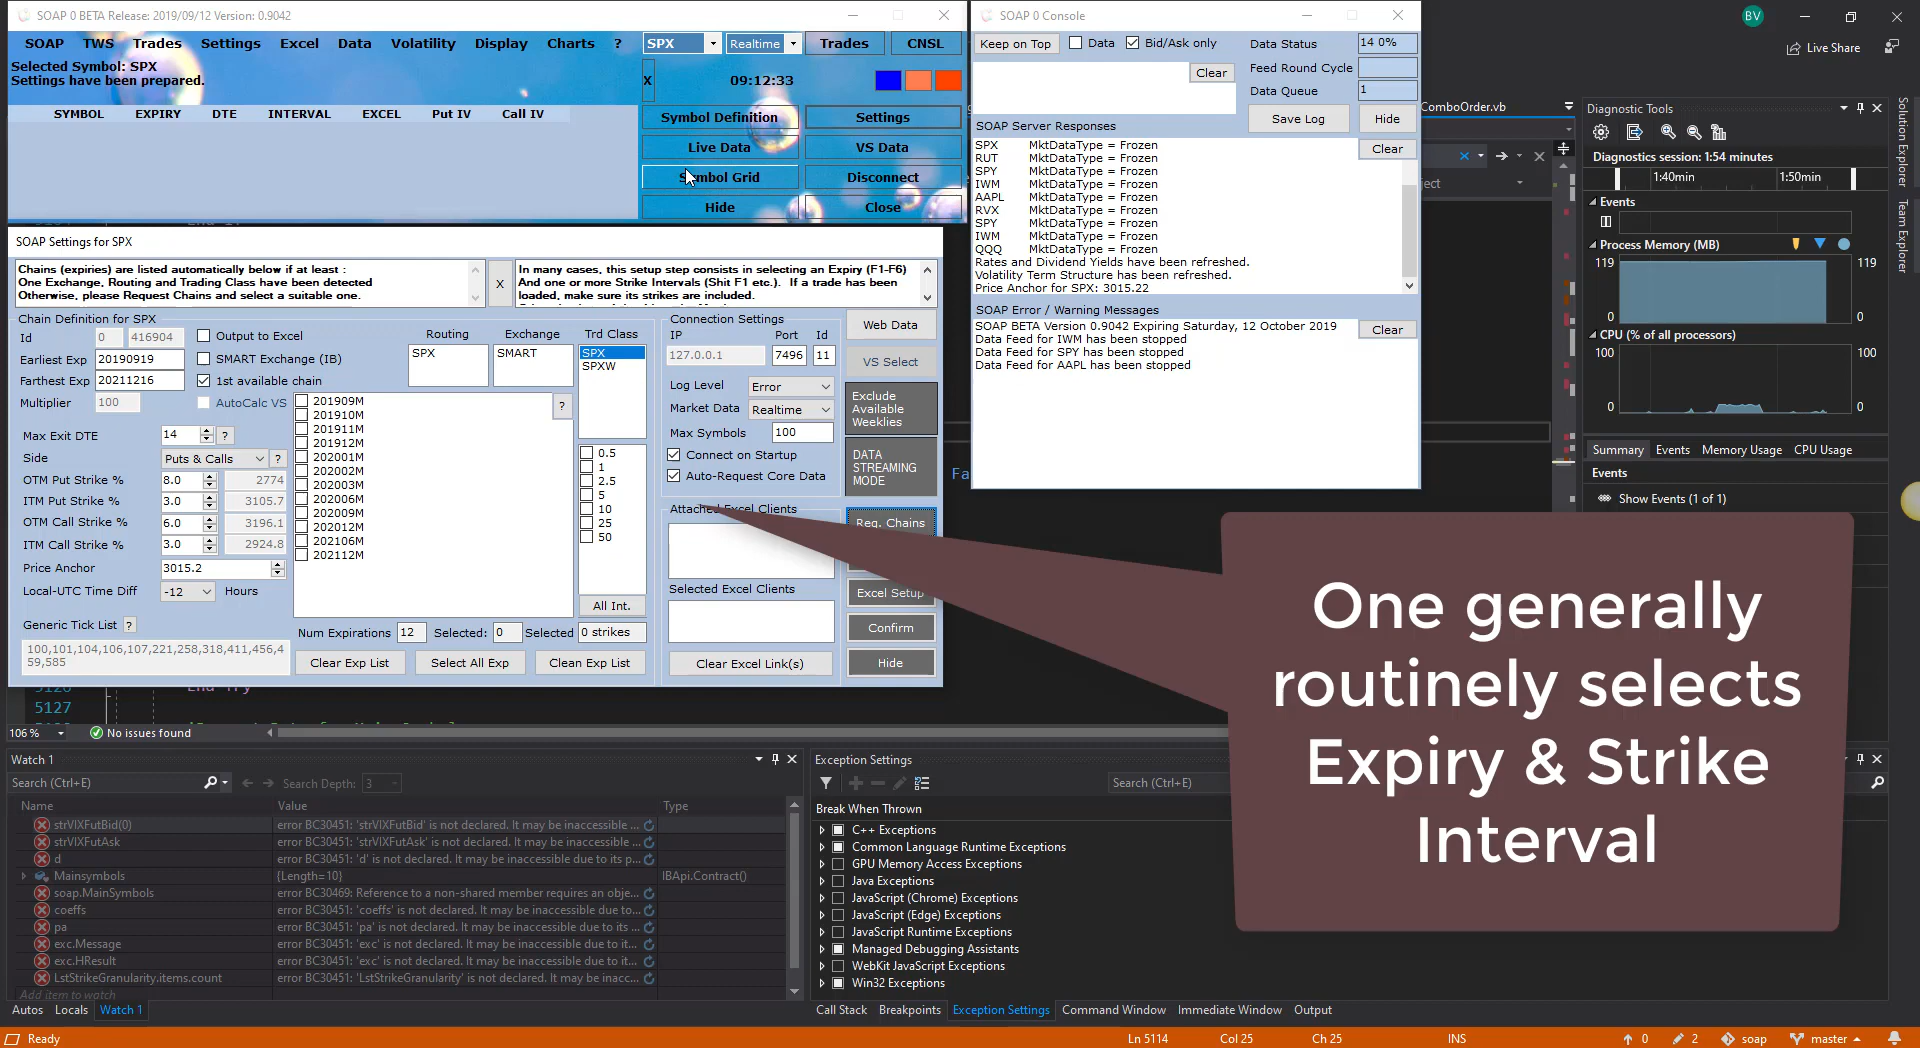 SOAP 0 BETA Release: 2019/09/12 Version: 0.9042
SOAP TWS Trades Settings Excel Data Volatility Display Charts ?
SPX Realtime Trades CNSL
Selected Symbol: SPX
Settings have been prepared.
X 09:12:33
SYMBOL EXPIRY DTE INTERVAL EXCEL Put IV Call IV
Symbol Definition Settings
Live Data VS Data
Symbol Grid Disconnect
Hide Close
SOAP 0 Console
Keep on Top Data Bid/Ask only
Data Status 14 0%
Clear Feed Round Cycle
Data Queue 1
Save Log Hide
SOAP Server Responses
Clear
SPX MktDataType = Frozen
RUT MktDataType = Frozen
SPY MktDataType = Frozen
IWM MktDataType = Frozen
AAPL MktDataType = Frozen
RVX MktDataType = Frozen
SPY MktDataType = Frozen
IWM MktDataType = Frozen
QQQ MktDataType = Frozen
Rates and Dividend Yields have been refreshed.
Volatility Term Structure has been refreshed.
Price Anchor for SPX: 3015.22
SOAP Error / Warning Messages
Clear
SOAP BETA Version 0.9042 Expiring Saturday, 12 October 2019
Data Feed for IWM has been stopped
Data Feed for SPY has been stopped
Data Feed for AAPL has been stopped
SOAP Settings for SPX
Chains (expiries) are listed automatically below if at least :
One Exchange, Routing and Trading Class have been detected
Otherwise, please Request Chains and select a suitable one.
X
In many cases, this setup step consists in selecting an Expiry (F1-F6)
And one or more Strike Intervals (Shit F1 etc.). If a trade has been
loaded, make sure its strikes are included.
Chain Definition for SPX
Id 0 416904 Output to Excel
Earliest Exp 20190919 SMART Exchange (IB)
Farthest Exp 20211216 1st available chain
Multiplier 100 AutoCalc VS
Max Exit DTE 14 ?
Side Puts & Calls ?
OTM Put Strike % 8.0 2774
ITM Put Strike % 3.0 3105.7
OTM Call Strike % 6.0 3196.1
ITM Call Strike % 3.0 2924.8
Price Anchor 3015.2
Local-UTC Time Diff -12 Hours
Generic Tick List ?
100,101,104,106,107,221,258,318,411,456,4
59,585
Routing Exchange Trd Class
SPX SMART SPX
SPXW
201909M
201910M
201911M
201912M
202001M
202002M
202003M
202006M
202009M
202012M
202106M
202112M
?
0.5
1
2.5
5
10
25
50
All Int.
Num Expirations 12 Selected: 0 Selected 0 strikes
Clear Exp List Select All Exp Clean Exp List
Connection Settings
IP Port Id
127.0.0.1 7496 11
Log Level Error
Market Data Realtime
Max Symbols 100
Connect on Startup
Auto-Request Core Data
Attached Excel Clients
Selected Excel Clients
Clear Excel Link(s)
Web Data
VS Select
Exclude
Available
Weeklies
DATA
STREAMING
MODE
Req. Chains
Excel Setup
Confirm
Hide
One generally
routinely selects
Expiry & Strike
Interval
BV
Live Share
ComboOrder.vb
Diagnostic Tools
Diagnostics session: 1:54 minutes
1:40min 1:50min
Events
Process Memory (MB)
119 119
0 0
CPU (% of all processors)
100 100
0 0
Summary Events Memory Usage CPU Usage
Events
Show Events (1 of 1)
Solution Explorer
Team Explorer
End Try
5127
106 % No issues found
Watch 1
Search (Ctrl+E) Search Depth: 3
Name Value Type
strVIXFutBid(0) error BC30451: 'strVIXFutBid' is not declared. It may be inaccessible ...
strVIXFutAsk error BC30451: 'strVIXFutAsk' is not declared. It may be inaccessible ...
d error BC30451: 'd' is not declared. It may be inaccessible due to its p...
Mainsymbols {Length=10} IBApi.Contract()
soap.MainSymbols error BC30469: Reference to a non-shared member requires an obje...
coeffs error BC30451: 'coeffs' is not declared. It may be inaccessible due to...
pa error BC30451: 'pa' is not declared. It may be inaccessible due to its...
exc.Message error BC30451: 'exc' is not declared. It may be inaccessible due to it...
exc.HResult error BC30451: 'exc' is not declared. It may be inaccessible due to it...
LstStrikeGranularity.items.count error BC30451: 'LstStrikeGranularity' is not declared. It may be inacc...
Add item to watch
Autos Locals Watch 1
Exception Settings
Search (Ctrl+E)
Break When Thrown
C++ Exceptions
Common Language Runtime Exceptions
GPU Memory Access Exceptions
Java Exceptions
JavaScript (Chrome) Exceptions
JavaScript (Edge) Exceptions
JavaScript Runtime Exceptions
Managed Debugging Assistants
WebKit JavaScript Exceptions
Win32 Exceptions
Call Stack Breakpoints Exception Settings Command Window Immediate Window Output
Ready Ln 5114 Col 25 Ch 25 INS 0 2 soap master